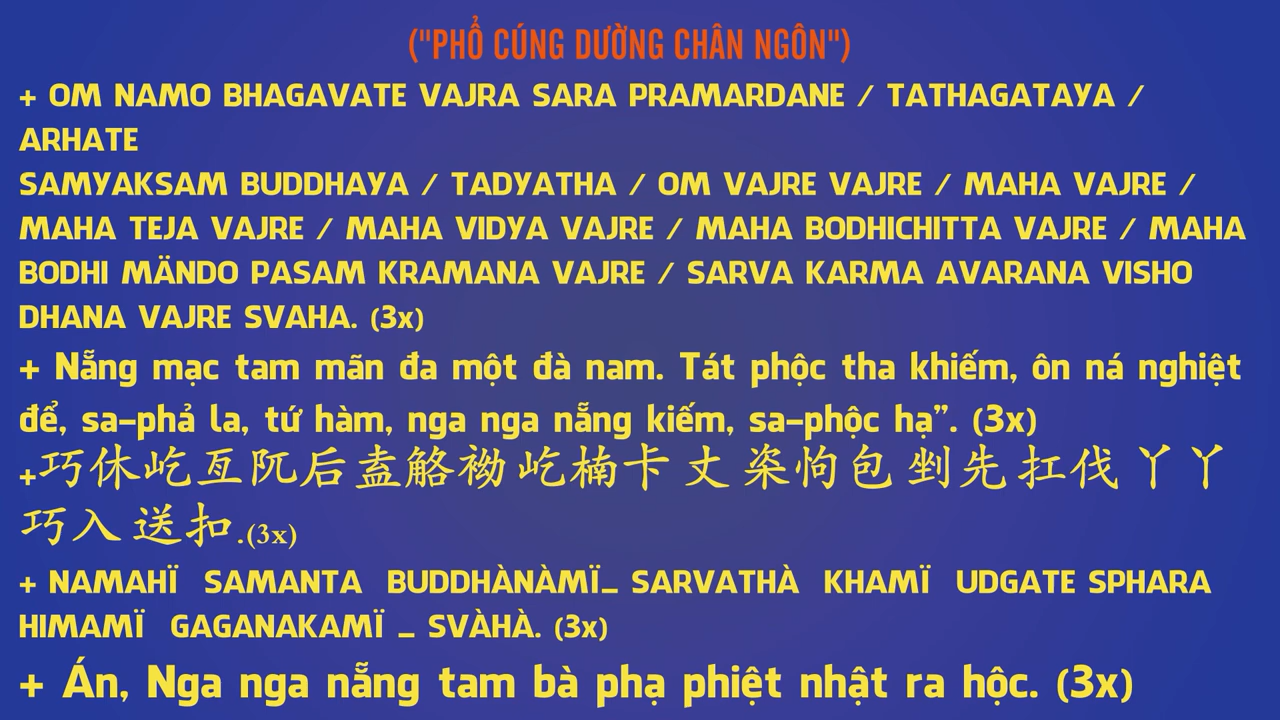 ("PHỔ CÚNG DƯỜNG CHÂN NGÔN")
+ OM NAMO BHAGAVATE VAJRA SARA PRAMARDANE / TATHAGATAYA /
ARHATE
SAMYAKSAM BUDDHAYA / TADYATHA / OM VAJRE VAJRE / MAHA VAJRE /
MAHA TEJA VAJRE / MAHA VIDYA VAJRE / MAHA BODHICHITTA VAJRE / MAHA
BODHI MÄNDO PASAM KRAMANA VAJRE / SARVA KARMA AVARANA VISHO
DHANA VAJRE SVAHA. (3x)
+ Nẵng mạc tam mãn đa một đà nam. Tát phộc tha khiếm, ôn ná nghiệt
để, sa-phả la, tứ hàm, nga nga nẵng kiếm, sa-phộc hạ”. (3x)
+巧休屹亙阢后盍觡袎屹楠卡丈粢怐包剉先扛伐丫丫
巧入送扣.(3x)
+ NAMAHÏ SAMANTA BUDDHÀNÀMÏ_ SARVATHÀ KHAMÏ UDGATE SPHARA
HIMAMÏ GAGANAKAMÏ _ SVÀHÀ. (3x)
+ Án, Nga nga nẵng tam bà phạ phiệt nhật ra hộc. (3x)